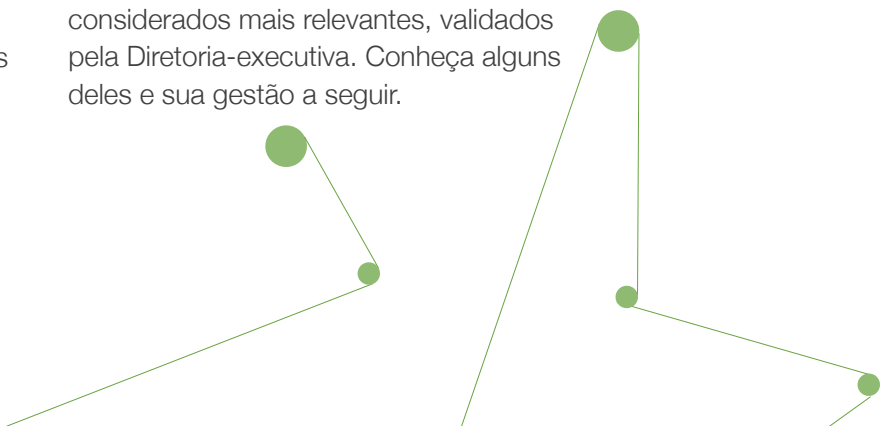 considerados mais relevantes, validados
s
pela Diretoria-executiva. Conheça alguns
deles e sua gestão a seguir.